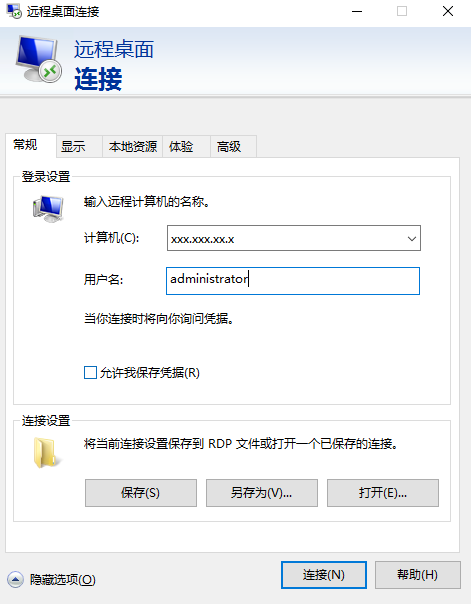 远程桌面连接
远程桌面
连接
常规 显示 本地资源 体验 高级
登录设置
输入远程计算机的名称。
计算机(C): xxx.xxx.xx.x
用户名: administrator
当你连接时将向你询问凭据。
允许我保存凭据(R)
连接设置
将当前连接设置保存到 RDP 文件或打开一个已保存的连接。
保存(S) 另存为(V)... 打开(E)...
隐藏选项(O) 连接(N) 帮助(H)